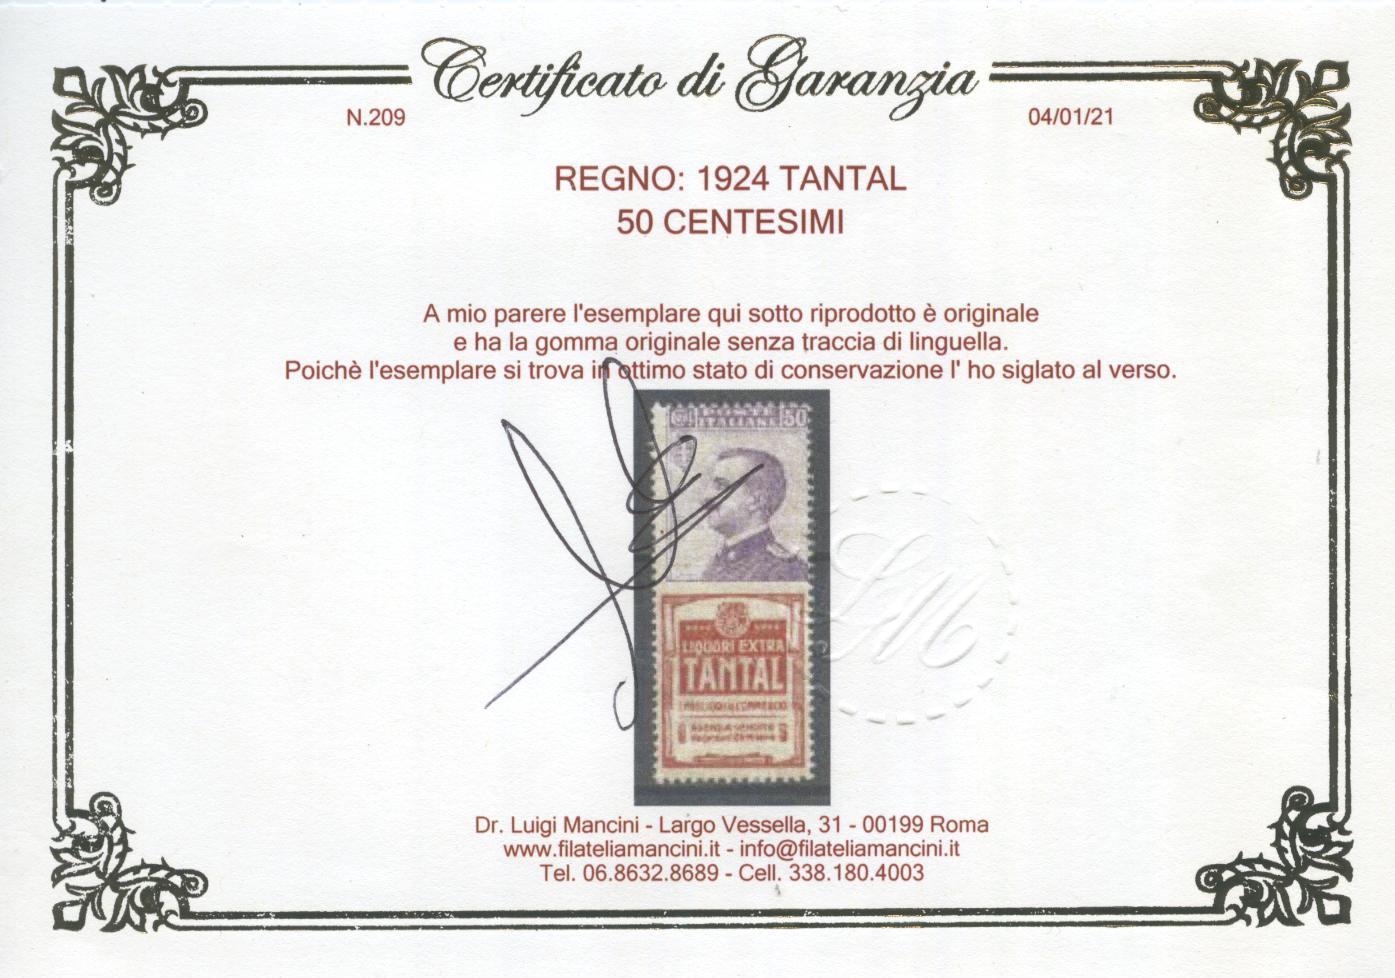 Certificato di Garanzia
N.209
04/01/21
REGNO: 1924 TANTAL
50 CENTESIMI
A mio parere l'esemplare qui sotto riprodotto è originale
e ha la gomma originale senza traccia di linguella.
Poichè l'esemplare si trova in ottimo stato di conservazione l' ho siglato al verso.
POSTE 50
ITALIANE
LIQUORI EXTRA
TANTAL
LM
Dr. Luigi Mancini - Largo Vessella, 31 - 00199 Roma
www.filateliamancini.it - info@filateliamancini.it
Tel. 06.8632.8689 - Cell. 338.180.4003